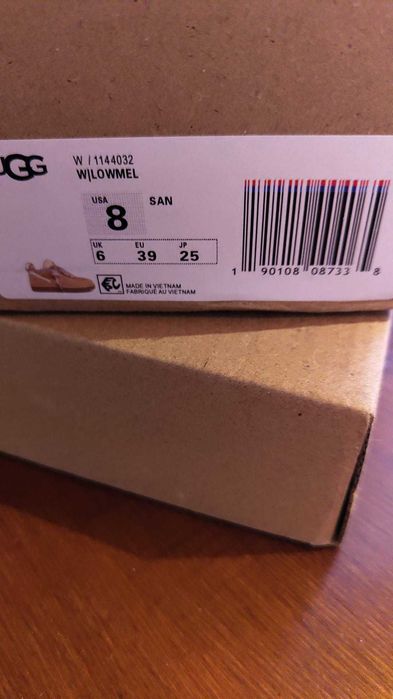 UGG
W / 1144032
W|LOWMEL
USA
8
SAN
UK EU JP
6 39 25
MADE IN VIETNAM
FABRIQUÉ AU VIETNAM
1 90108 08733 8